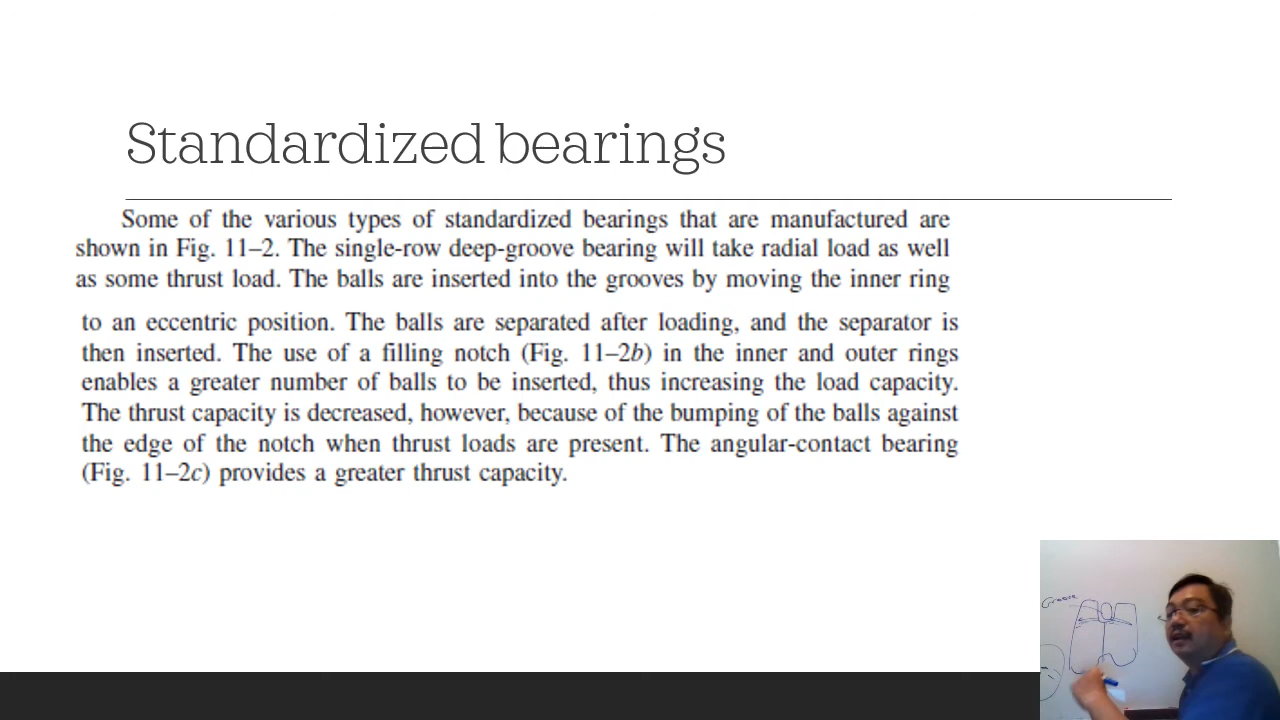 Standardized bearings
Some of the various types of standardized bearings that are manufactured are
shown in Fig. 11–2. The single-row deep-groove bearing will take radial load as well
as some thrust load. The balls are inserted into the grooves by moving the inner ring
to an eccentric position. The balls are separated after loading, and the separator is
then inserted. The use of a filling notch (Fig. 11–2b) in the inner and outer rings
enables a greater number of balls to be inserted, thus increasing the load capacity.
The thrust capacity is decreased, however, because of the bumping of the balls against
the edge of the notch when thrust loads are present. The angular-contact bearing
(Fig. 11–2c) provides a greater thrust capacity.
Groove